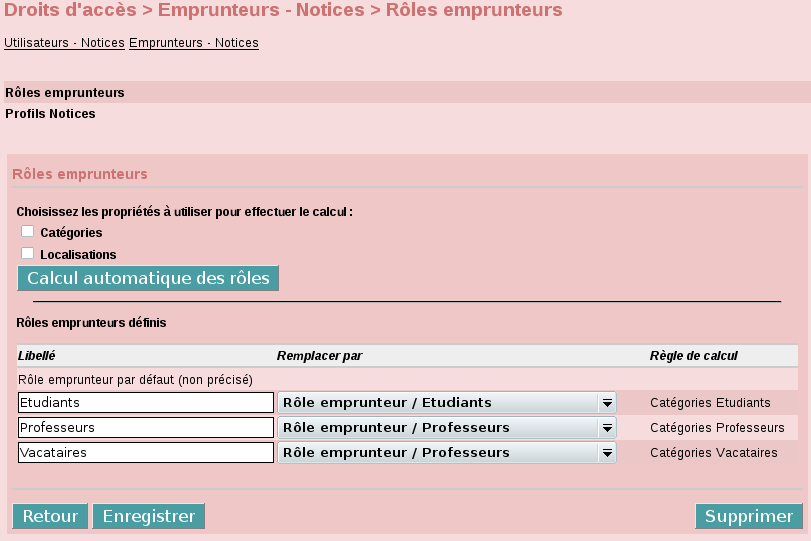 Droits d'accès > Emprunteurs - Notices > Rôles emprunteurs
Utilisateurs - Notices Emprunteurs - Notices
Rôles emprunteurs
Profils Notices
Rôles emprunteurs
Choisissez les propriétés à utiliser pour effectuer le calcul :
Catégories
Localisations
Calcul automatique des rôles
Rôles emprunteurs définis
Libellé Remplacer par Règle de calcul
Rôle emprunteur par défaut (non précisé)
Etudiants Rôle emprunteur / Etudiants Catégories Etudiants
Professeurs Rôle emprunteur / Professeurs Catégories Professeurs
Vacataires Rôle emprunteur / Professeurs Catégories Vacataires
Retour Enregistrer Supprimer